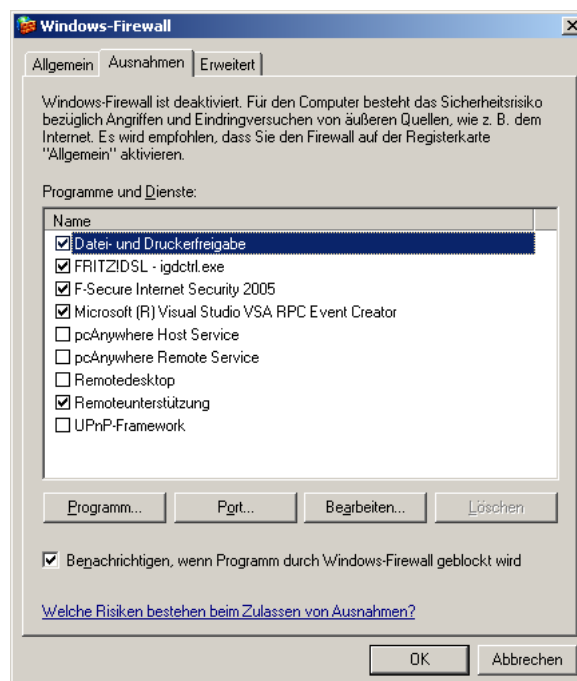 Windows-Firewall
Allgemein Ausnahmen Erweitert
Windows-Firewall ist deaktiviert. Für den Computer besteht das Sicherheitsrisiko
bezüglich Angriffen und Eindringversuchen von äußeren Quellen, wie z. B. dem
Internet. Es wird empfohlen, dass Sie den Firewall auf der Registerkarte
"Allgemein" aktivieren.
Programme und Dienste:
Name
Datei- und Druckerfreigabe
FRITZ!DSL - igdctrl.exe
F-Secure Internet Security 2005
Microsoft (R) Visual Studio VSA RPC Event Creator
pcAnywhere Host Service
pcAnywhere Remote Service
Remotedesktop
Remoteunterstützung
UPnP-Framework
Programm... Port... Bearbeiten... Löschen
Benachrichtigen, wenn Programm durch Windows-Firewall geblockt wird
Welche Risiken bestehen beim Zulassen von Ausnahmen?
OK Abbrechen